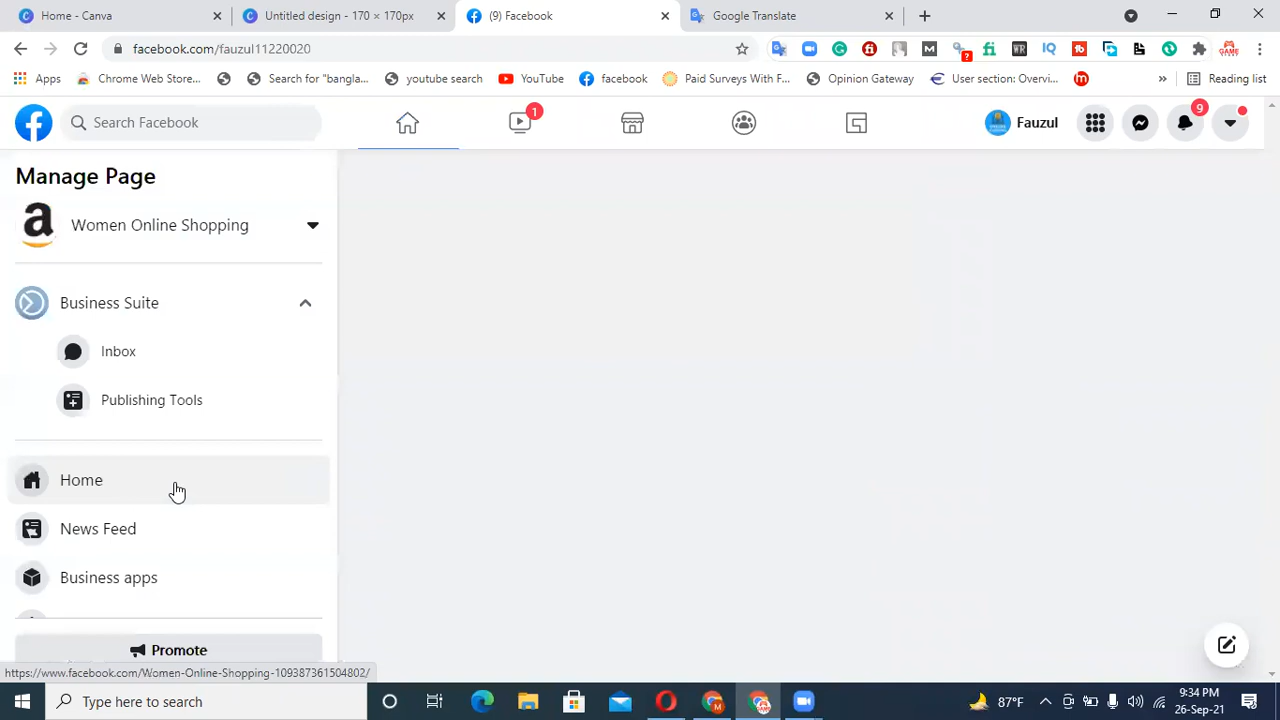 Home - Canva
Untitled design - 170 × 170px
(9) Facebook
Google Translate
facebook.com/fauzul11220020
?
WR
IQ
GAME
Apps
Chrome Web Store...
Search for "bangla...
youtube search
YouTube
facebook
Paid Surveys With F...
Opinion Gateway
User section: Overvi...
»
Reading list
Search Facebook
1
Fauzul
9
Manage Page
a
Women Online Shopping
Business Suite
Inbox
Publishing Tools
Home
News Feed
Business apps
Promote
https://www.facebook.com/Women-Online-Shopping-109387361504802/
Type here to search
87°F
9:34 PM
26-Sep-21